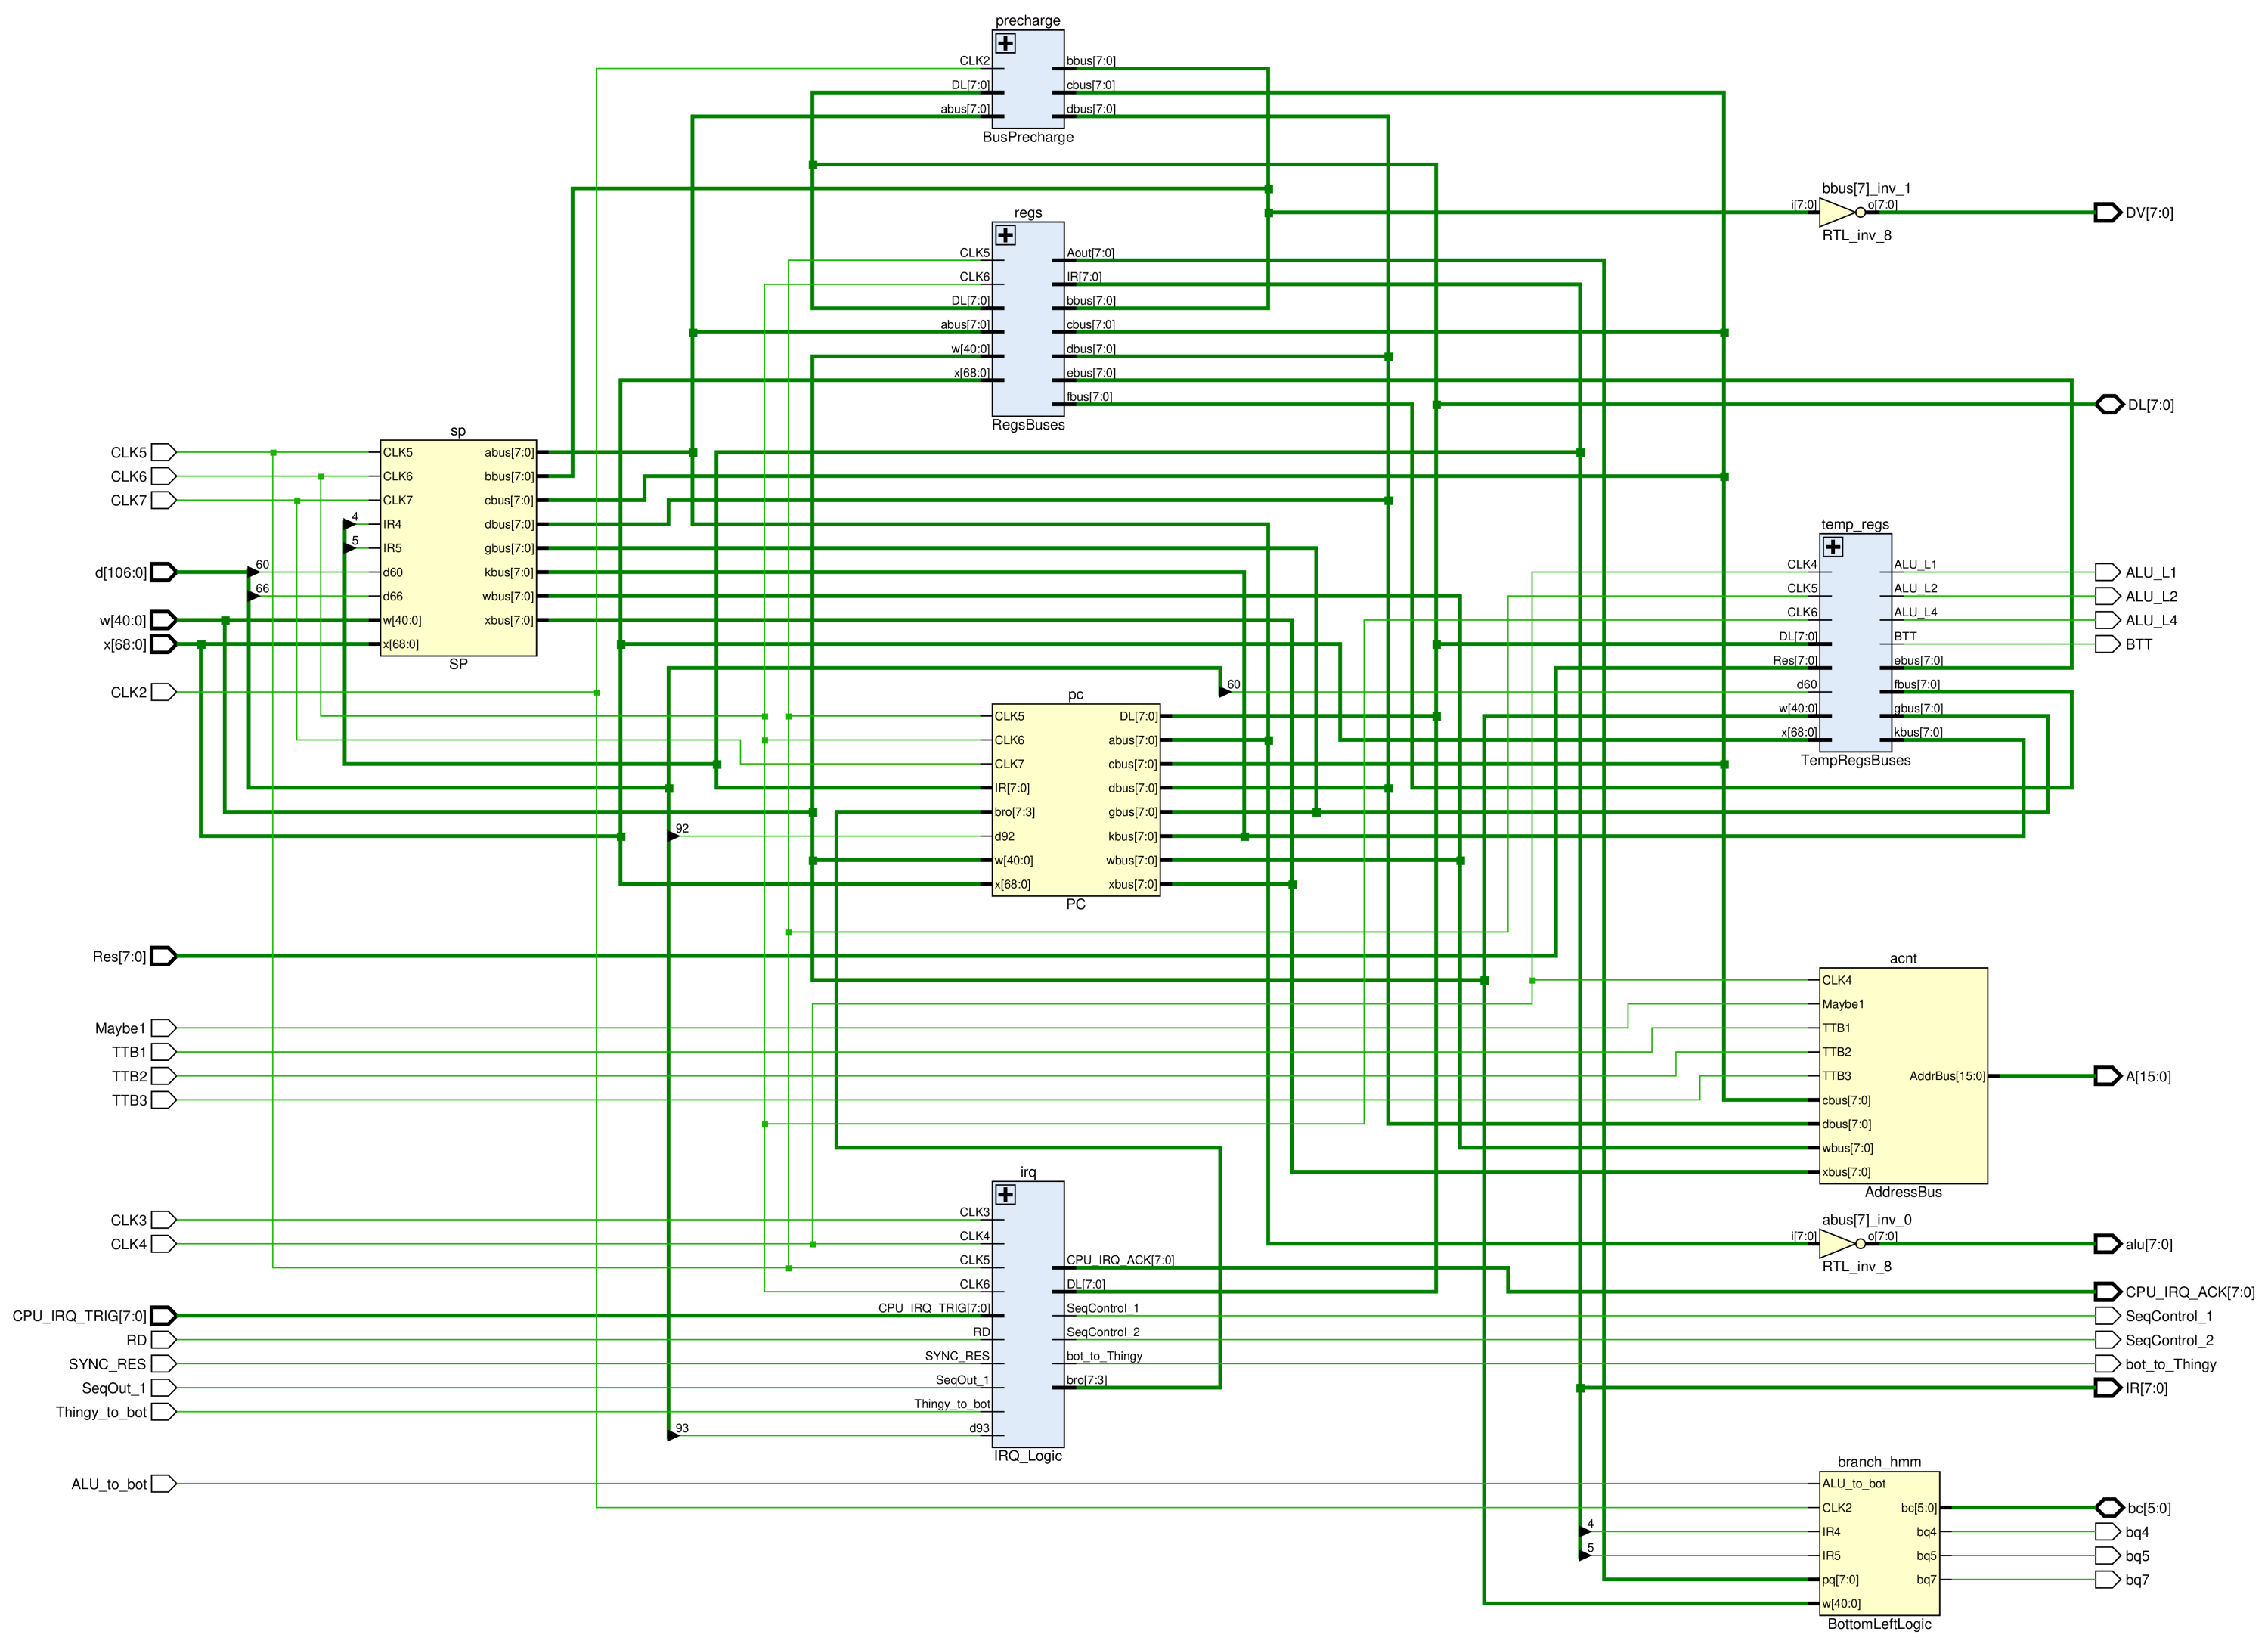 precharge
CLK2
DL[7:0]
abus[7:0]
bbus[7:0]
cbus[7:0]
dbus[7:0]
BusPrecharge
bbus[7]_inv_1
i[7:0]
o[7:0]
RTL_inv_8
DV[7:0]
regs
CLK5
CLK6
DL[7:0]
abus[7:0]
w[40:0]
x[68:0]
Aout[7:0]
IR[7:0]
bbus[7:0]
cbus[7:0]
dbus[7:0]
ebus[7:0]
fbus[7:0]
RegsBuses
DL[7:0]
CLK5
CLK6
CLK7
d[106:0]
w[40:0]
x[68:0]
CLK2
sp
CLK5
CLK6
CLK7
4
IR4
5
IR5
60
d60
66
d66
w[40:0]
x[68:0]
abus[7:0]
bbus[7:0]
cbus[7:0]
dbus[7:0]
gbus[7:0]
kbus[7:0]
wbus[7:0]
xbus[7:0]
SP
temp_regs
CLK4
CLK5
CLK6
DL[7:0]
Res[7:0]
60
d60
w[40:0]
x[68:0]
ALU_L1
ALU_L2
ALU_L4
BTT
ebus[7:0]
fbus[7:0]
gbus[7:0]
kbus[7:0]
TempRegsBuses
ALU_L1
ALU_L2
ALU_L4
BTT
pc
CLK5
CLK6
CLK7
IR[7:0]
bro[7:3]
92
d92
w[40:0]
x[68:0]
DL[7:0]
abus[7:0]
cbus[7:0]
dbus[7:0]
gbus[7:0]
kbus[7:0]
wbus[7:0]
xbus[7:0]
PC
Res[7:0]
Maybe1
TTB1
TTB2
TTB3
acnt
CLK4
Maybe1
TTB1
TTB2
TTB3
cbus[7:0]
dbus[7:0]
wbus[7:0]
xbus[7:0]
AddrBus[15:0]
AddressBus
A[15:0]
CLK3
CLK4
CPU_IRQ_TRIG[7:0]
RD
SYNC_RES
SeqOut_1
Thingy_to_bot
irq
CLK3
CLK4
CLK5
CLK6
CPU_IRQ_TRIG[7:0]
RD
SYNC_RES
SeqOut_1
Thingy_to_bot
93
d93
CPU_IRQ_ACK[7:0]
DL[7:0]
SeqControl_1
SeqControl_2
bot_to_Thingy
bro[7:3]
IRQ_Logic
abus[7]_inv_0
i[7:0]
o[7:0]
RTL_inv_8
alu[7:0]
CPU_IRQ_ACK[7:0]
SeqControl_1
SeqControl_2
bot_to_Thingy
IR[7:0]
ALU_to_bot
branch_hmm
ALU_to_bot
CLK2
4
IR4
5
IR5
pq[7:0]
w[40:0]
bc[5:0]
bq4
bq5
bq7
BottomLeftLogic
bc[5:0]
bq4
bq5
bq7